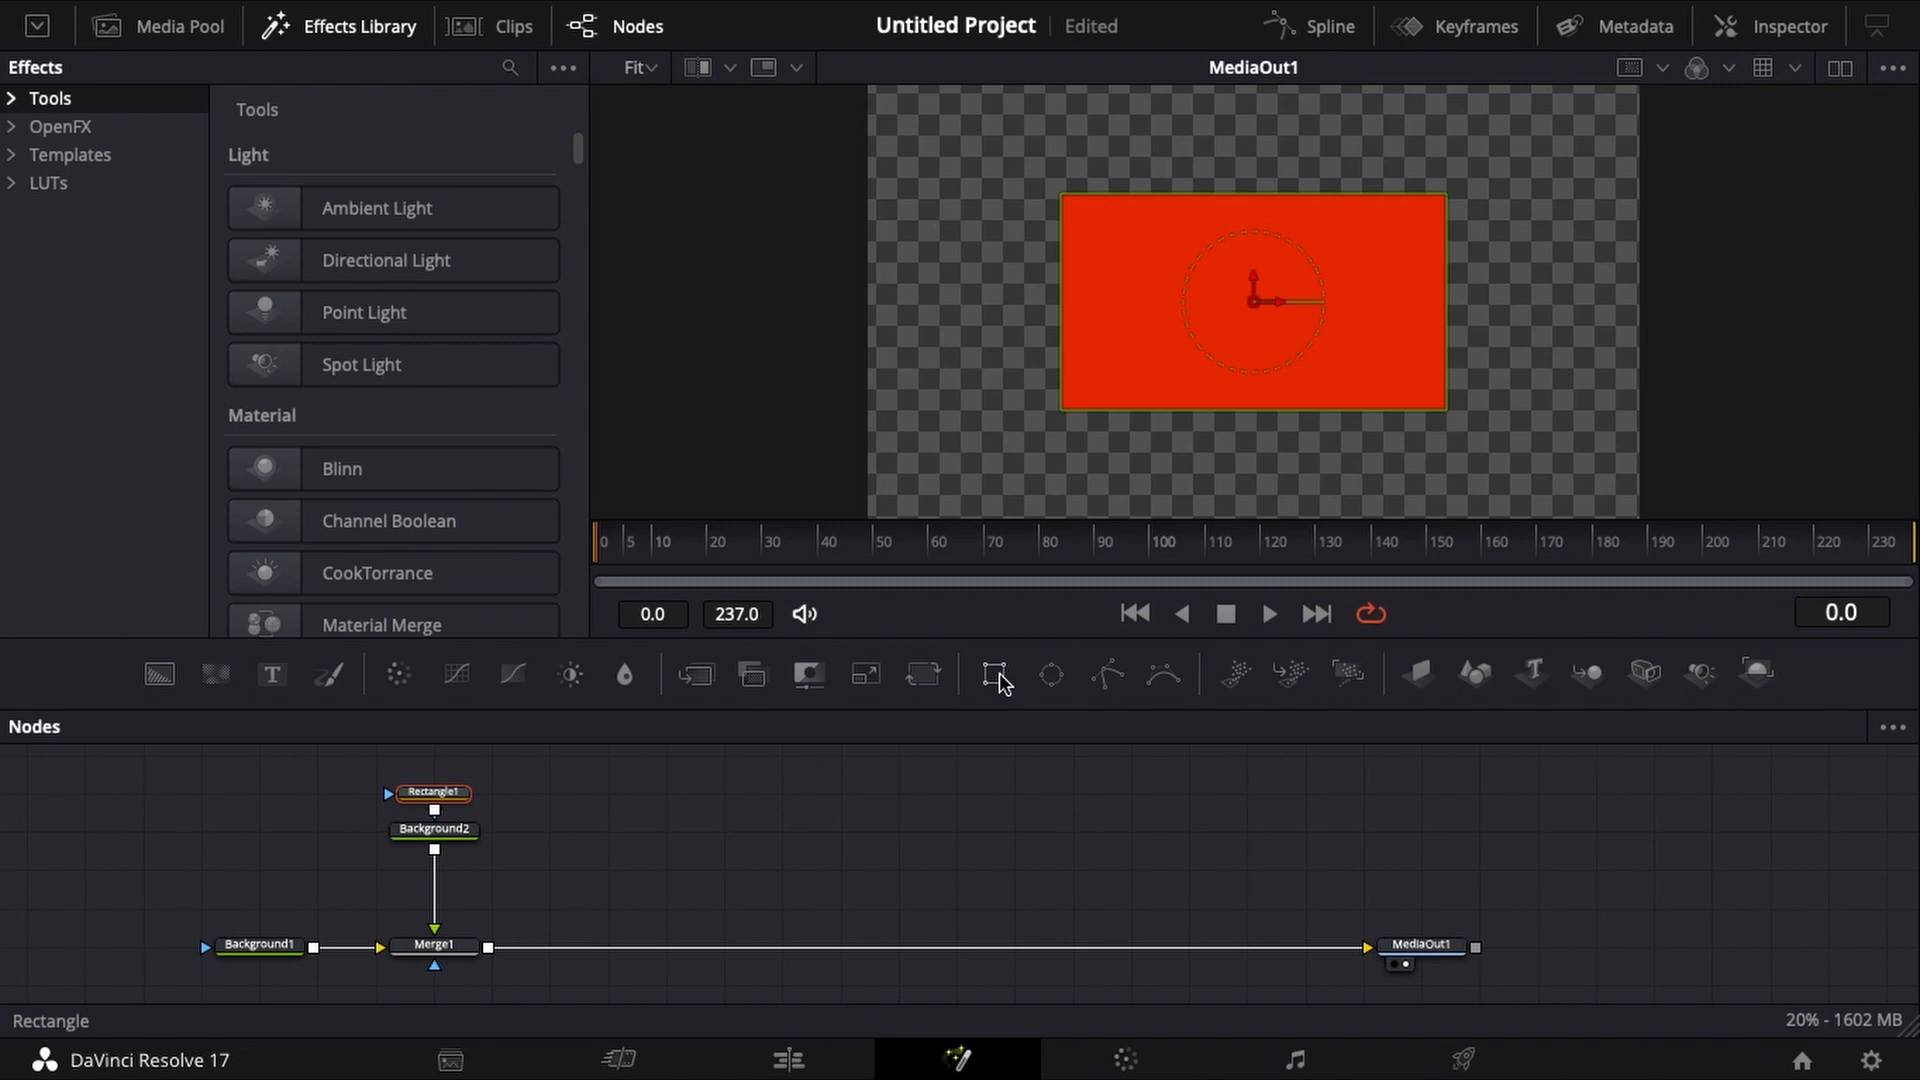 Media Pool
Effects Library
Clips
Nodes
Untitled Project
Edited
Spline
Keyframes
Metadata
Inspector
Effects
Fit
MediaOut1
Tools
OpenFX
Templates
LUTs
Tools
Light
Ambient Light
Directional Light
Point Light
Spot Light
Material
Blinn
Channel Boolean
CookTorrance
Material Merge
0 5 10 20 30 40 50 60 70 80 90 100 110 120 130 140 150 160 170 180 190 200 210 220 230
0.0
237.0
0.0
T
T
Nodes
Rectangle1
Background2
Background1
Merge1
MediaOut1
Rectangle
20% - 1602 MB
DaVinci Resolve 17